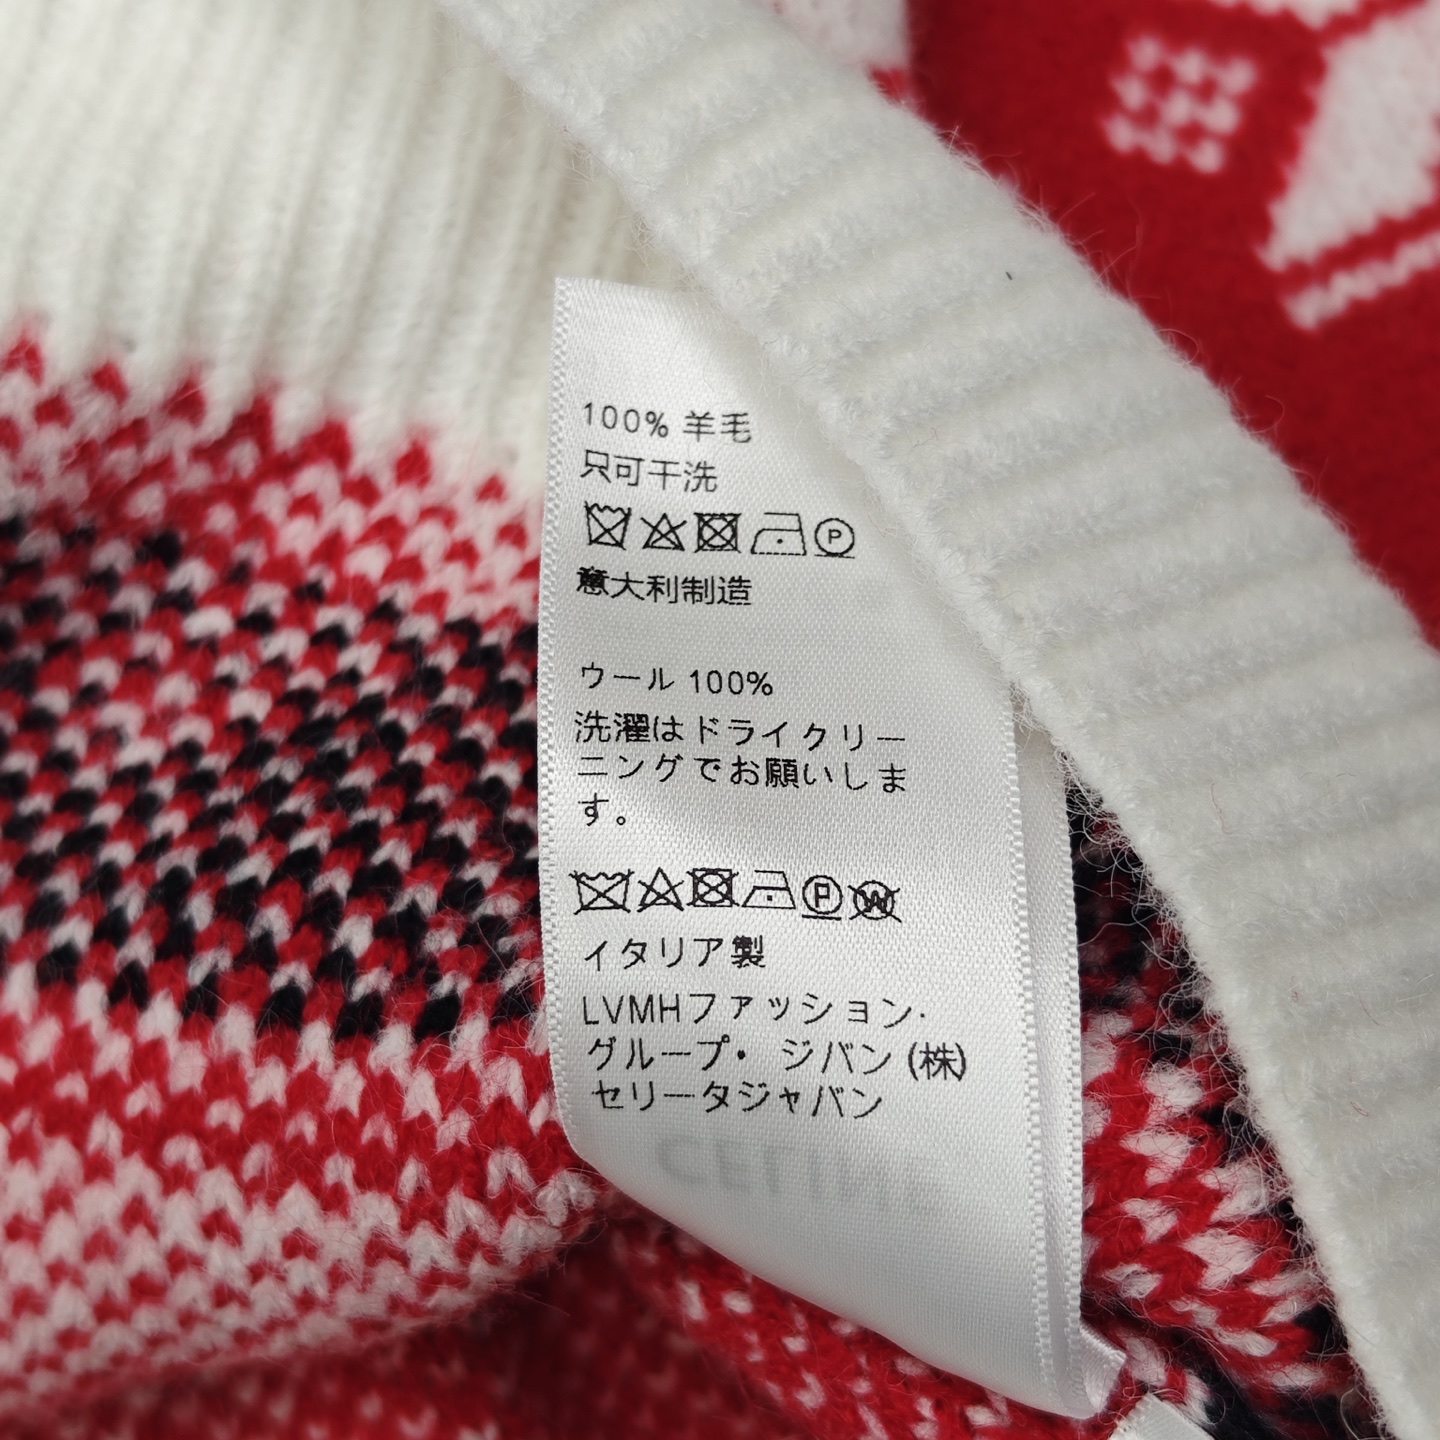 100% 羊毛
只可干洗
P
意大利制造
ウール 100%
洗濯はドライクリー
ニングでお願いしま
す。
P W
イタリア製
LVMHファッション・
グループ・ ジバン (株)
セリータジャパン